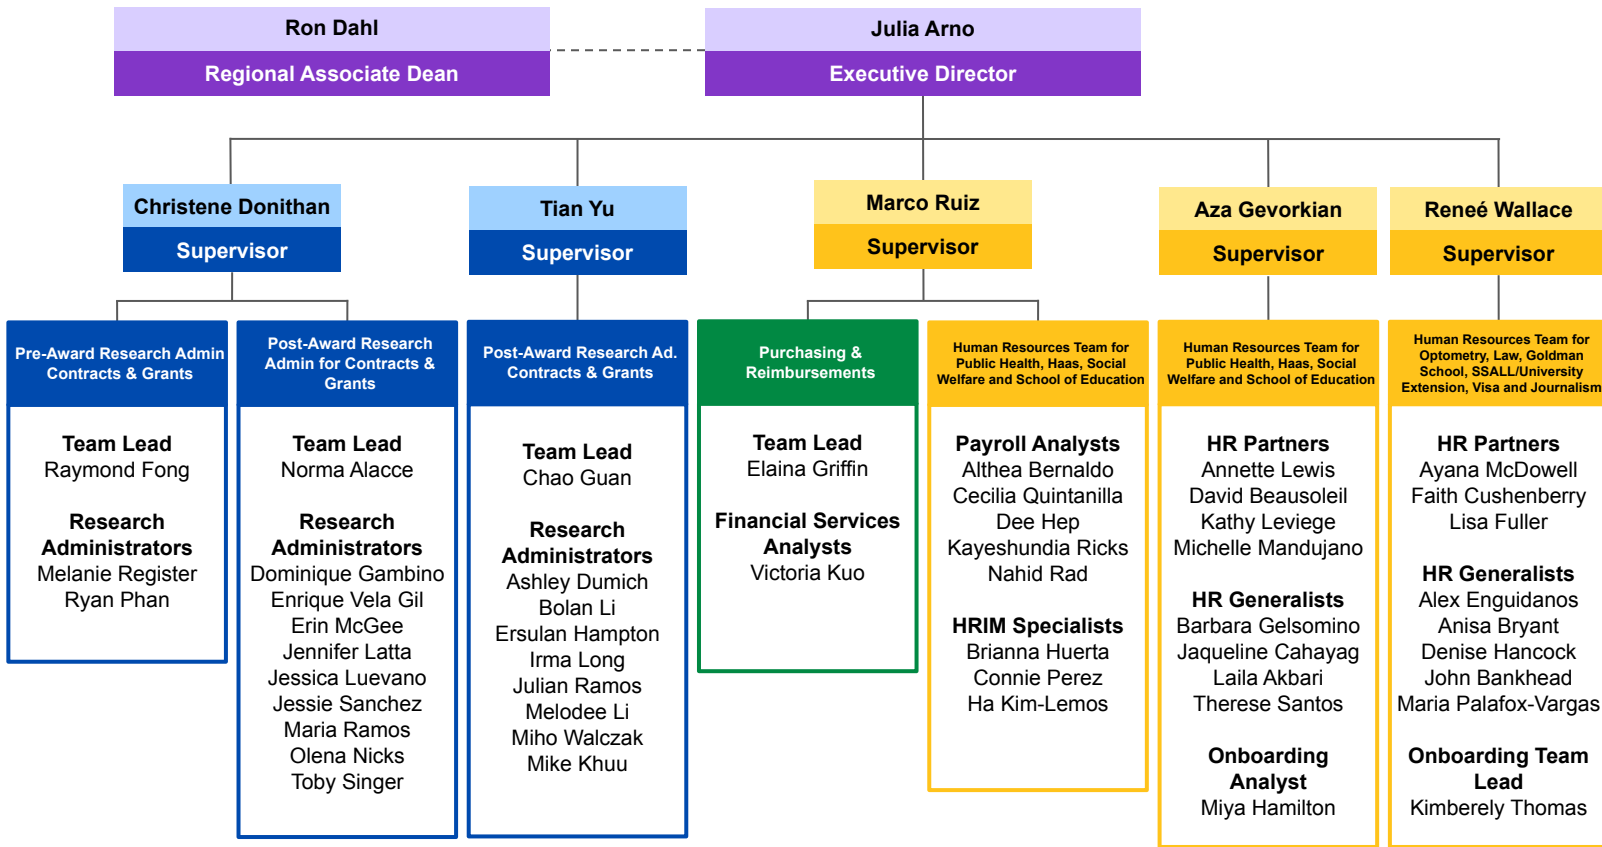 Ron Dahl
Regional Associate Dean
Julia Arno
Executive Director
Christene Donithan
Supervisor
Tian Yu
Supervisor
Marco Ruiz
Supervisor
Aza Gevorkian
Supervisor
Reneé Wallace
Supervisor
Pre-Award Research Admin
Contracts & Grants
Team Lead
Raymond Fong
Research
Administrators
Melanie Register
Ryan Phan
Post-Award Research
Admin for Contracts &
Grants
Team Lead
Norma Alacce
Research
Administrators
Dominique Gambino
Enrique Vela Gil
Erin McGee
Jennifer Latta
Jessica Luevano
Jessie Sanchez
Maria Ramos
Olena Nicks
Toby Singer
Post-Award Research Ad.
Contracts & Grants
Team Lead
Chao Guan
Research
Administrators
Ashley Dumich
Bolan Li
Ersulan Hampton
Irma Long
Julian Ramos
Melodee Li
Miho Walczak
Mike Khuu
Purchasing &
Reimbursements
Team Lead
Elaina Griffin
Financial Services
Analysts
Victoria Kuo
Human Resources Team for
Public Health, Haas, Social
Welfare and School of Education
Payroll Analysts
Althea Bernaldo
Cecilia Quintanilla
Dee Hep
Kayeshundia Ricks
Nahid Rad
HRIM Specialists
Brianna Huerta
Connie Perez
Ha Kim-Lemos
Human Resources Team for
Public Health, Haas, Social
Welfare and School of Education
HR Partners
Annette Lewis
David Beausoleil
Kathy Leviege
Michelle Mandujano
HR Generalists
Barbara Gelsomino
Jaqueline Cahayag
Laila Akbari
Therese Santos
Onboarding
Analyst
Miya Hamilton
Human Resources Team for
Optometry, Law, Goldman
School, SSALL/University
Extension, Visa and Journalism
HR Partners
Ayana McDowell
Faith Cushenberry
Lisa Fuller
HR Generalists
Alex Enguidanos
Anisa Bryant
Denise Hancock
John Bankhead
Maria Palafox-Vargas
Onboarding Team
Lead
Kimberely Thomas